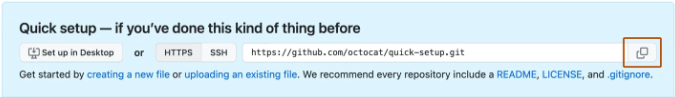 Quick setup — if you've done this kind of thing before
Set up in Desktop or HTTPS SSH https://github.com/octocat/quick-setup.git
Get started by creating a new file or uploading an existing file. We recommend every repository include a README, LICENSE, and .gitignore.